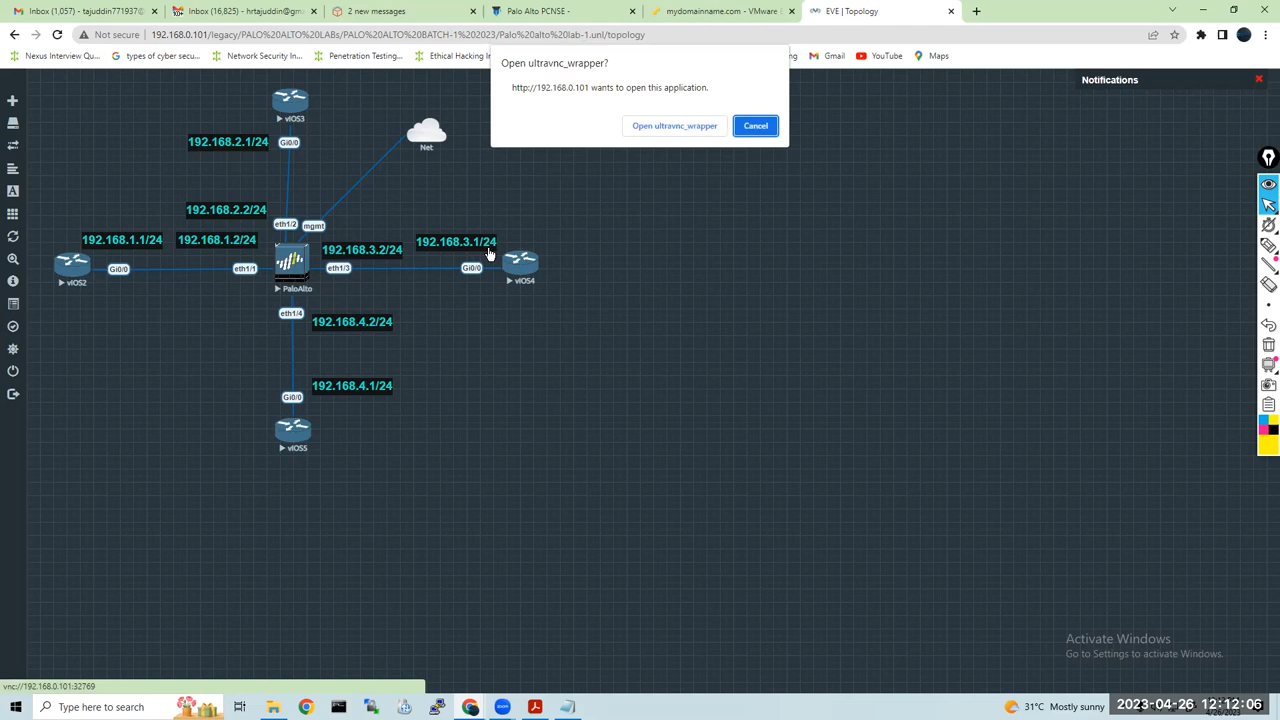 Inbox (1,057) - tajuddin771937@
Inbox (16,825) - hrtajuddin@gm
2 new messages
Palo Alto PCNSE -
mydomainname.com - VMware
EVE | Topology
Not secure
192.168.0.101/legacy/PALO%20ALTO%20LABs/PALO%20ALTO%20BATCH-1%202023/Palo%20alto%20lab-1.unl/topology
Nexus Interview Qu...
types of cyber secu...
Network Security In...
Penetration Testing...
Ethical Hacking
Gmail
YouTube
Maps
Open ultravnc_wrapper?
http://192.168.0.101 wants to open this application.
Open ultravnc_wrapper
Cancel
Notifications
vIOS3
192.168.2.1/24
Gi0/0
Net
192.168.2.2/24
eth1/2
mgmt
192.168.1.1/24
192.168.1.2/24
192.168.3.2/24
192.168.3.1/24
Gi0/0
eth1/1
eth1/3
Gi0/0
vIOS2
PaloAlto
vIOS4
eth1/4
192.168.4.2/24
192.168.4.1/24
Gi0/0
vIOS5
Activate Windows
Go to Settings to activate Windows.
vnc://192.168.0.101:32769
Type here to search
31°C Mostly sunny
2023-04-26 12:12:06